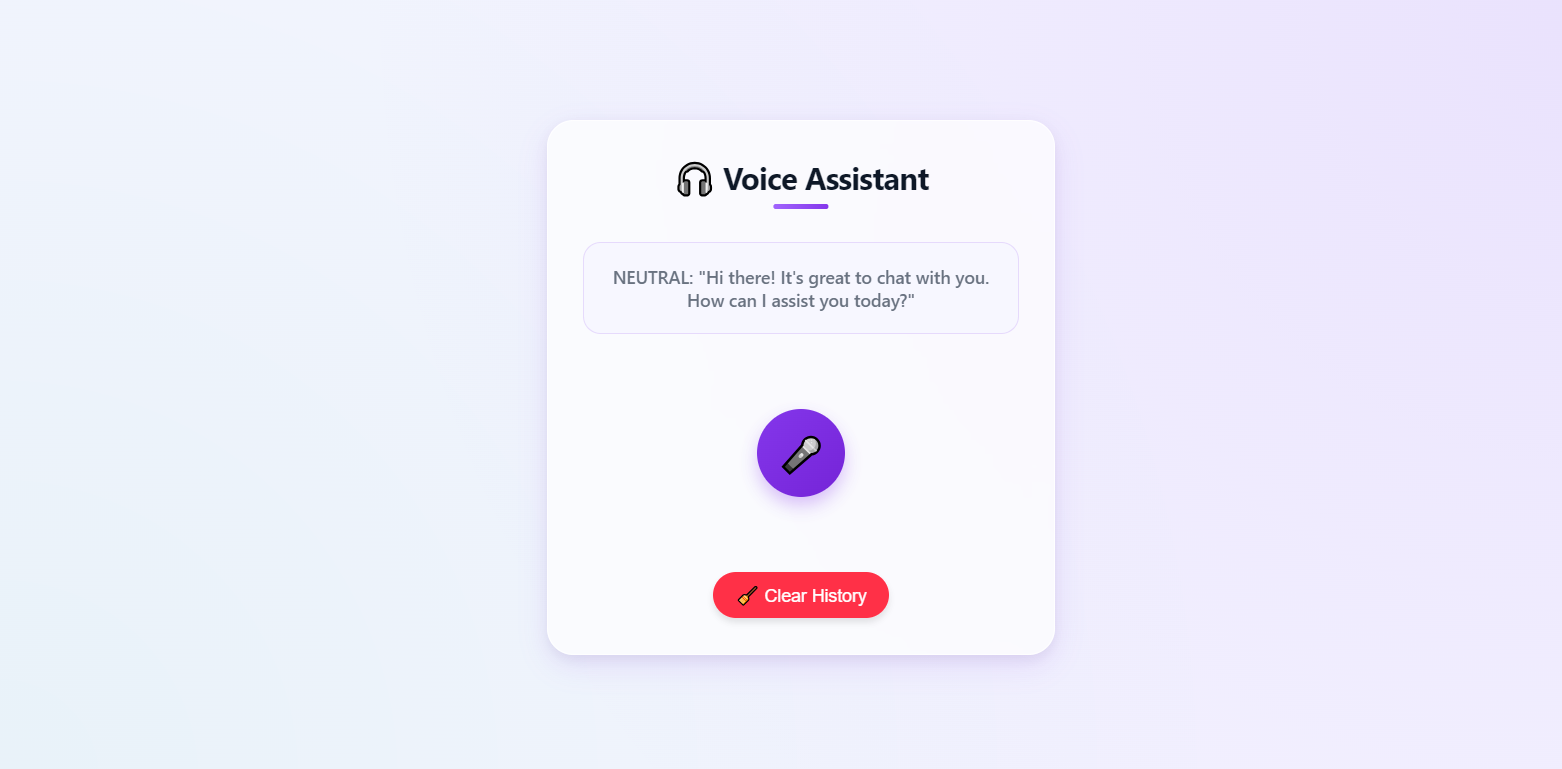 Voice Assistant
NEUTRAL: "Hi there! It's great to chat with you.
How can I assist you today?"
Clear History